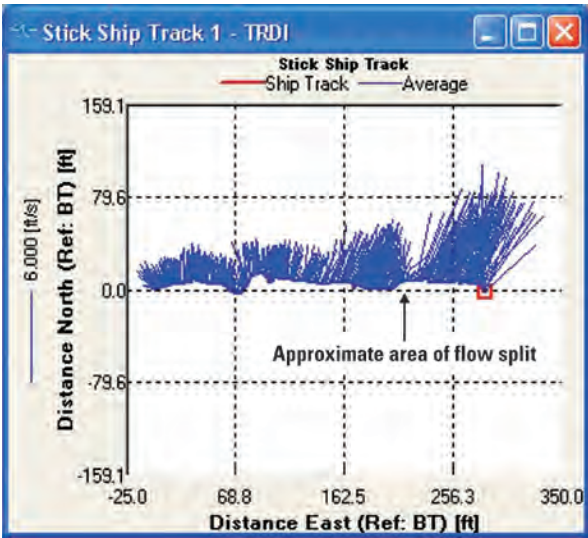 Stick Ship Track 1 - TRDI
Stick Ship Track
Ship Track Average
6.000 [ft/s]
Distance North (Ref: BT) [ft]
159.1
79.6
0.0
-79.6
-159.1
Approximate area of flow split
-25.0 68.8 162.5 256.3 350.0
Distance East (Ref: BT) [ft]